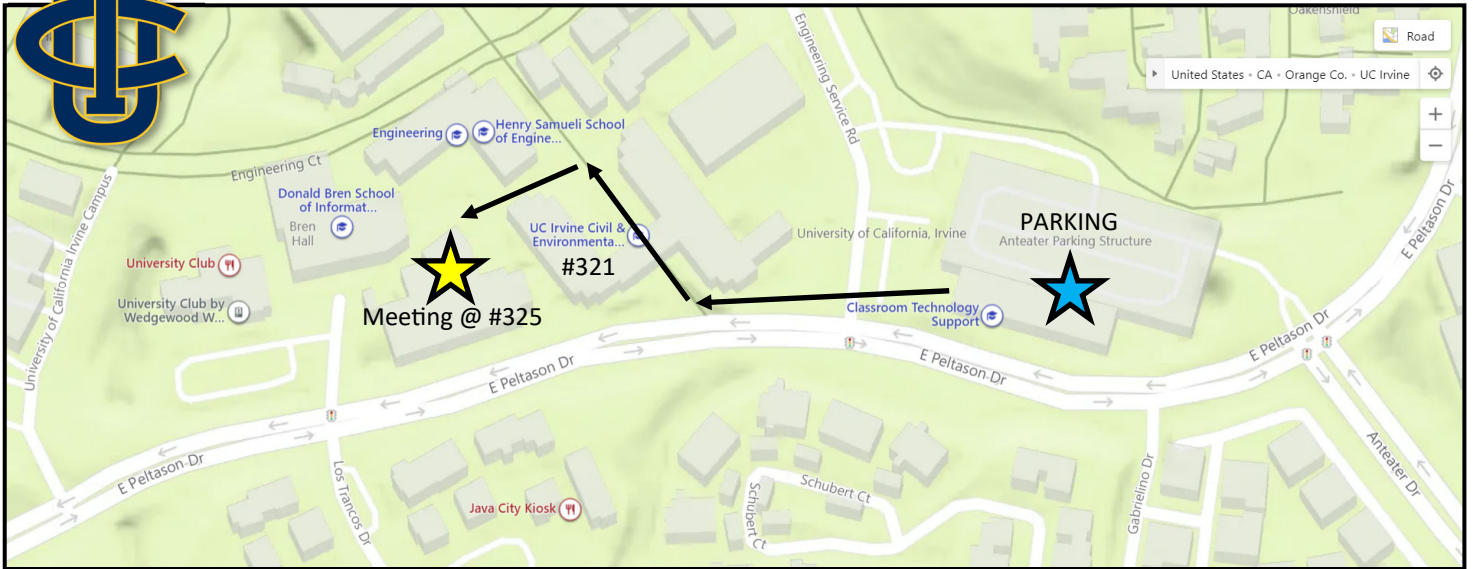 UCI
Oakenshield
Road
United States • CA • Orange Co. • UC Irvine
+
−
Engineering Service Rd
Engineering
Henry Samueli School
of Engine...
Engineering Ct
University of California Irvine Campus
Donald Bren School
of Informat...
Bren
Hall
UC Irvine Civil &
Environmenta...
#321
University of California, Irvine
PARKING
Anteater Parking Structure
E Peltason Dr
University Club
University Club by
Wedgewood W...
Meeting @ #325
Classroom Technology
Support
E Peltason Dr
E Peltason Dr
E Peltason Dr
E Peltason Dr
Los Trancos Dr
Java City Kiosk
Schubert Ct
Schubert Ct
Gabrielino Dr
Anteater Dr